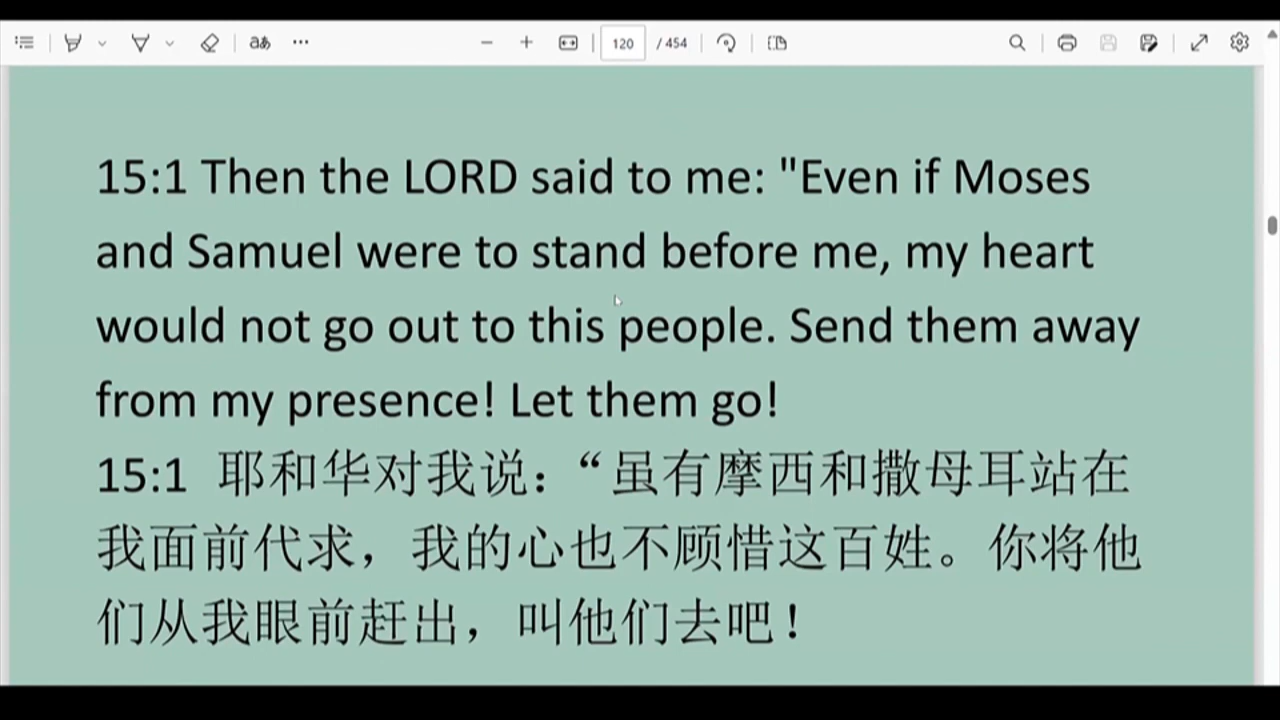 aあ
120 / 454
15:1 Then the LORD said to me: "Even if Moses
and Samuel were to stand before me, my heart
would not go out to this people. Send them away
from my presence! Let them go!
15:1 耶和华对我说：“虽有摩西和撒母耳站在
我面前代求，我的心也不顾惜这百姓。你将他
们从我眼前赶出，叫他们去吧！